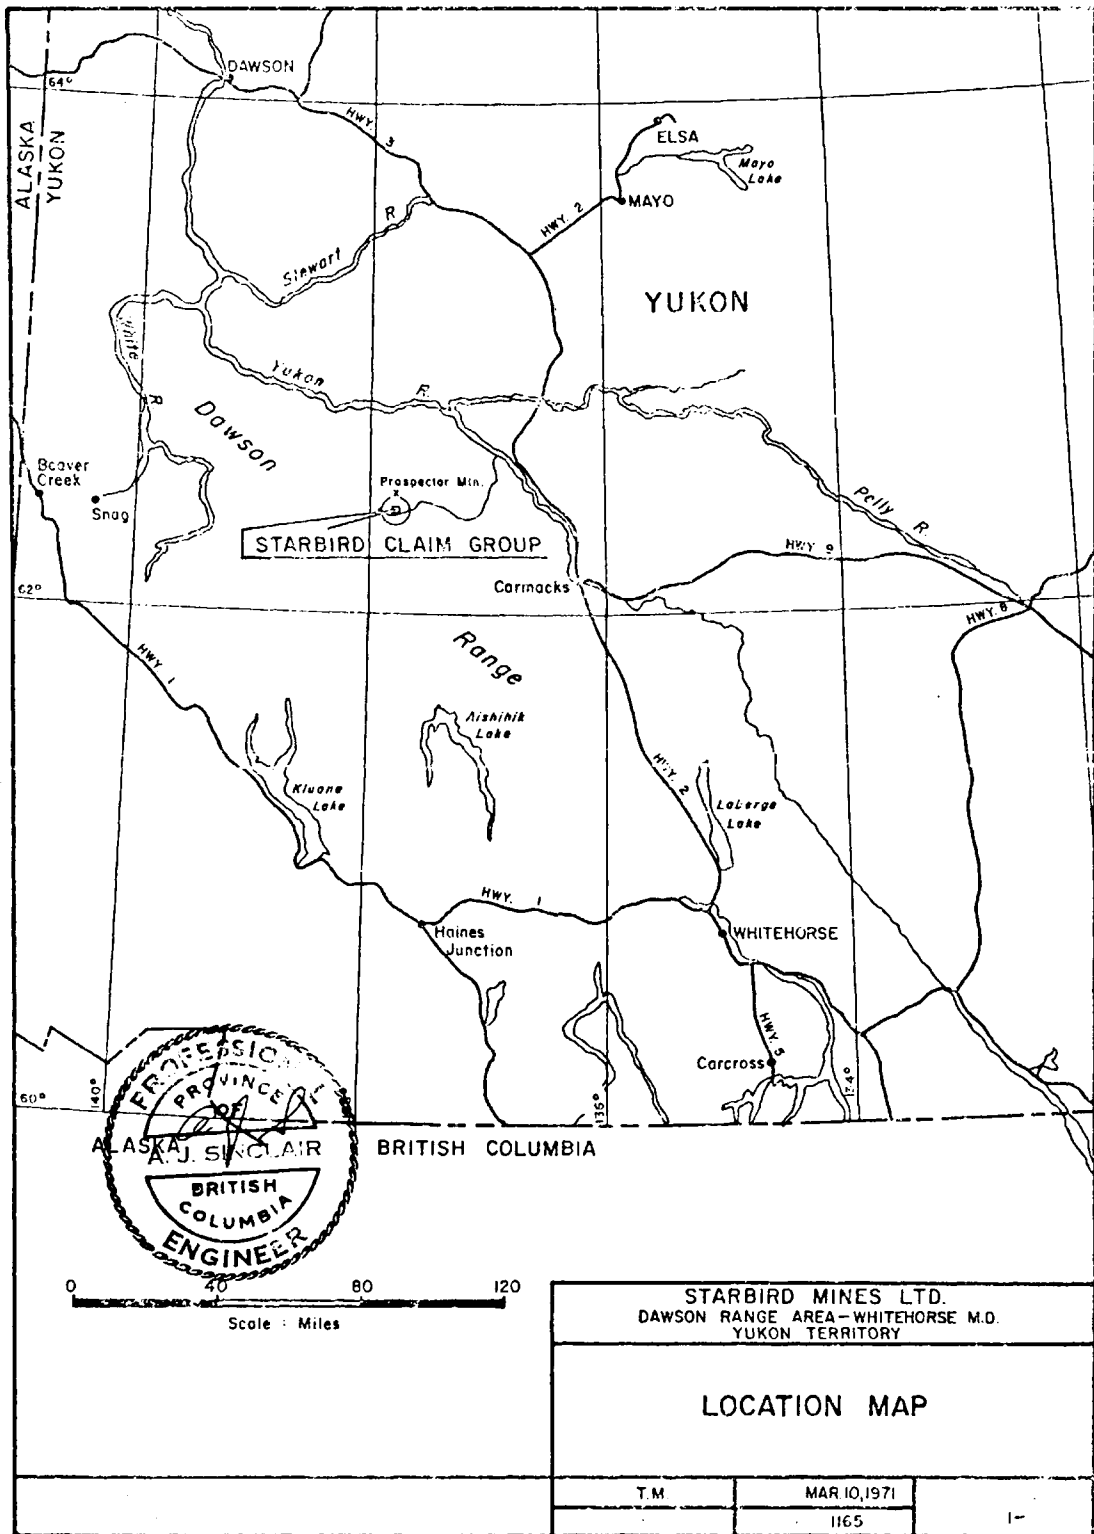 DAWSON
64°
HWY. 3
ELSA
Mayo
Lake
ALASKA
YUKON
MAYO
HWY. 2
R
Stewart
YUKON
White
R
Yukon
R.
Dawson
Beaver
Creek
Snag
Prospector Mtn.
x
STARBIRD CLAIM GROUP
Pelly R.
HWY 9
Carmacks
62°
HWY. 8
HWY. 1
Range
Aishihik
Lake
Kluane
Lake
HWY. 2
LaBerge
Lake
HWY. 1
Haines
Junction
WHITEHORSE
HWY. 5
Carcross
60°
140°
136°
134°
ALASKA
BRITISH COLUMBIA
PROFESSIONAL
PROVINCE
OF
A. J. SINCLAIR
BRITISH
COLUMBIA
ENGINEER
0 40 80 120
Scale : Miles
STARBIRD MINES LTD.
DAWSON RANGE AREA-WHITEHORSE M.D.
YUKON TERRITORY
LOCATION MAP
T.M.
MAR.10,1971
1165
1-